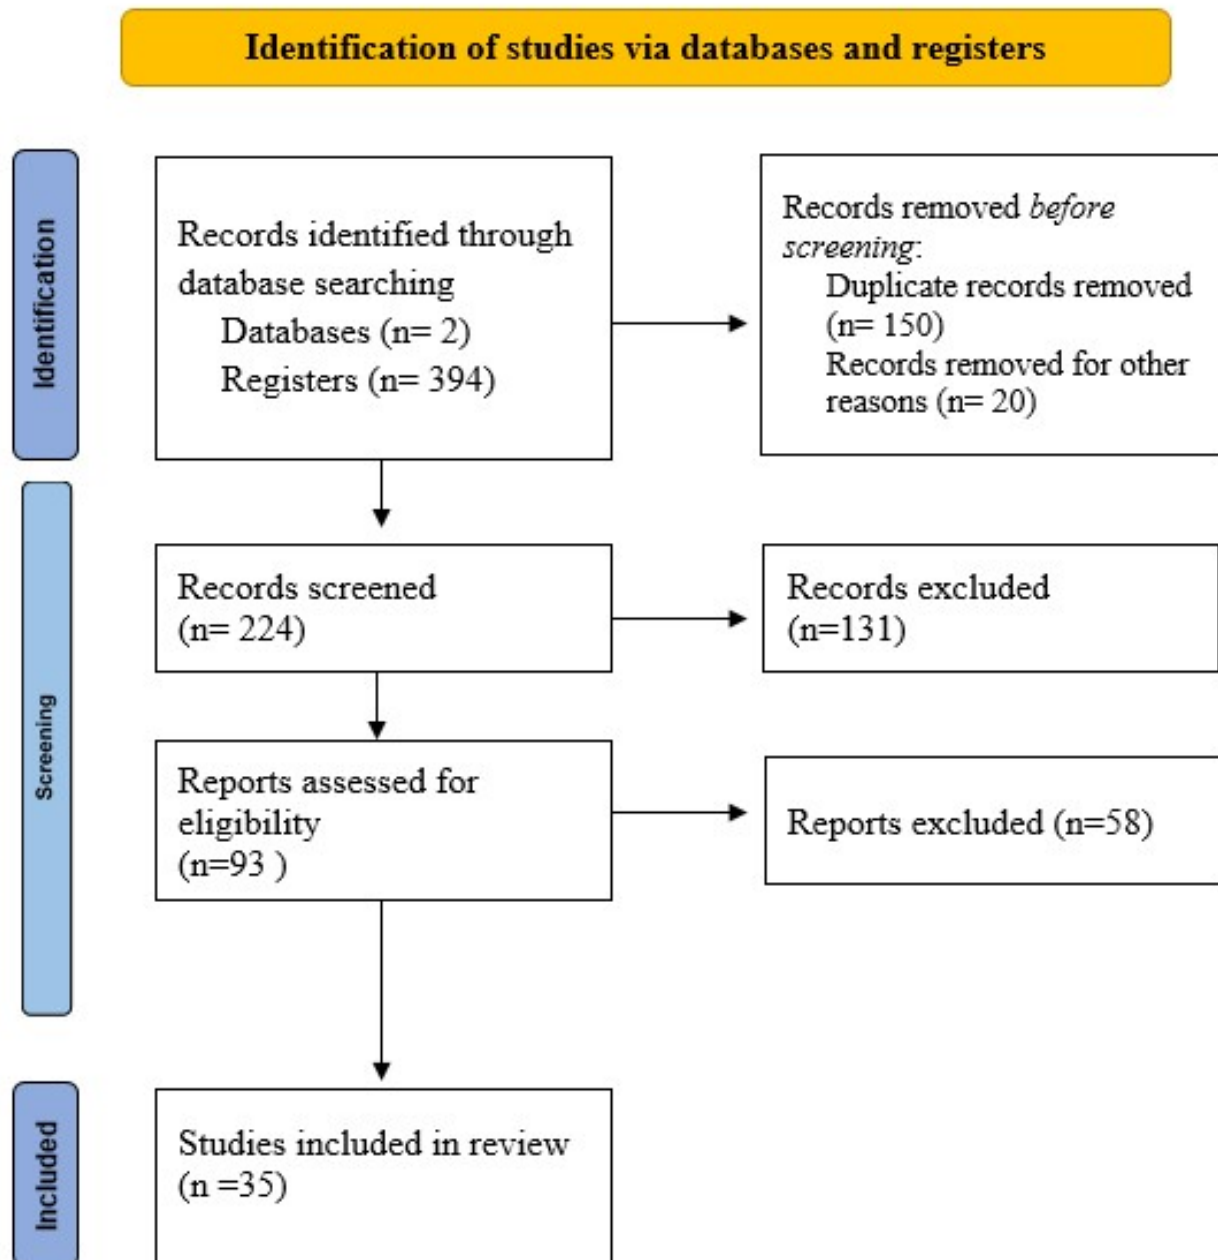 Identification of studies via databases and registers
Identification
Records identified through
database searching
Databases (n= 2)
Registers (n= 394)
Records removed before
screening:
Duplicate records removed
(n= 150)
Records removed for other
reasons (n= 20)
Screening
Records screened
(n= 224)
Records excluded
(n=131)
Reports assessed for
eligibility
(n=93 )
Reports excluded (n=58)
Included
Studies included in review
(n =35)